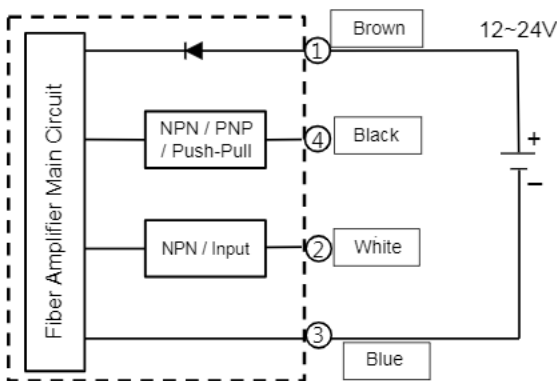 Brown
12~24V
①
NPN / PNP
/ Push-Pull
④
Black
+
−
Fiber Amplifier Main Circuit
NPN / Input
②
White
③
Blue